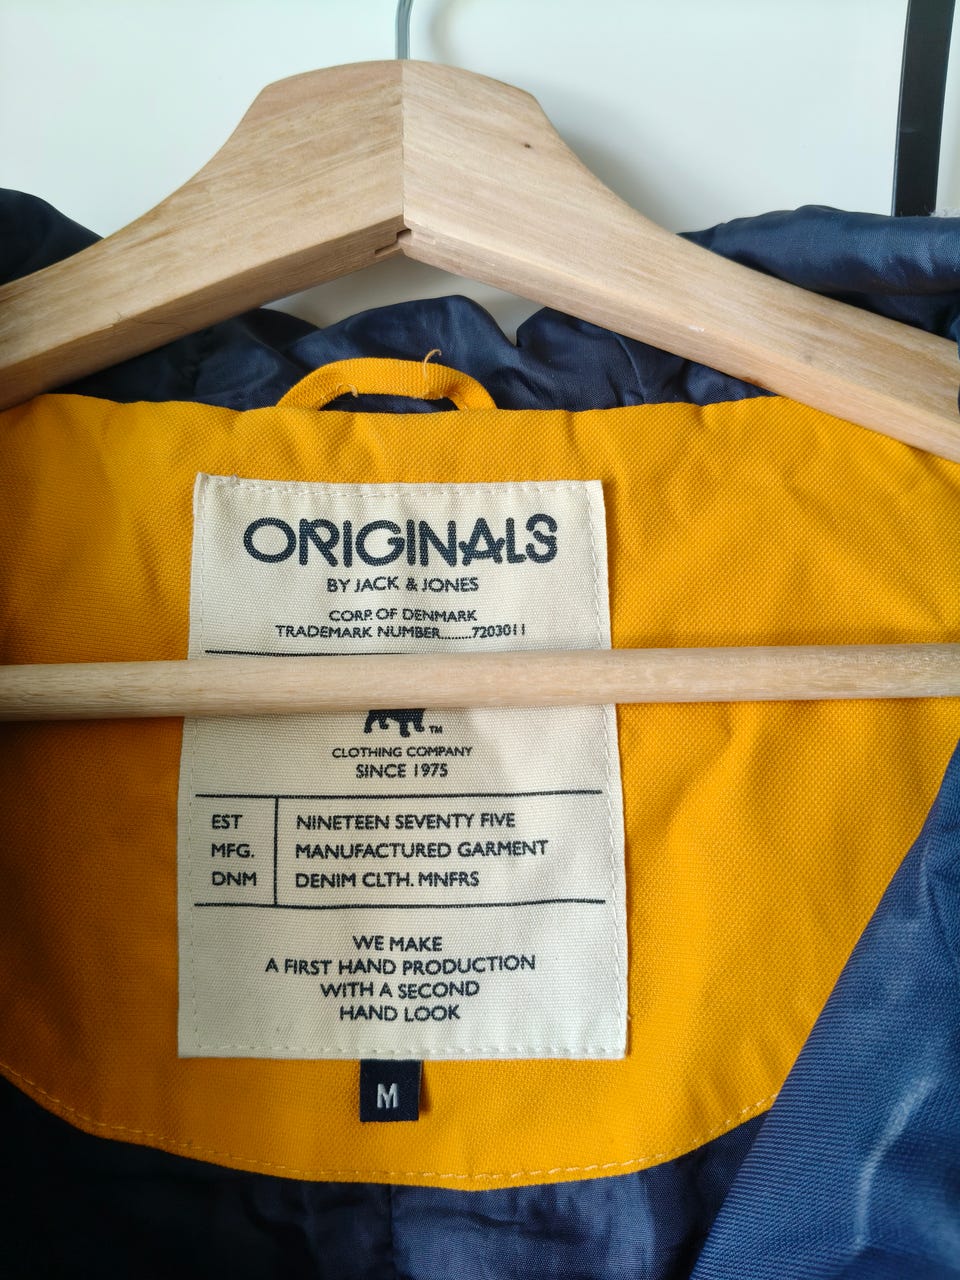 ORIGINALS
BY JACK & JONES
CORP. OF DENMARK
TRADEMARK NUMBER.........7203011
TM
CLOTHING COMPANY
SINCE 1975
EST NINETEEN SEVENTY FIVE
MFG. MANUFACTURED GARMENT
DNM DENIM CLTH. MNFRS
WE MAKE
A FIRST HAND PRODUCTION
WITH A SECOND
HAND LOOK
M